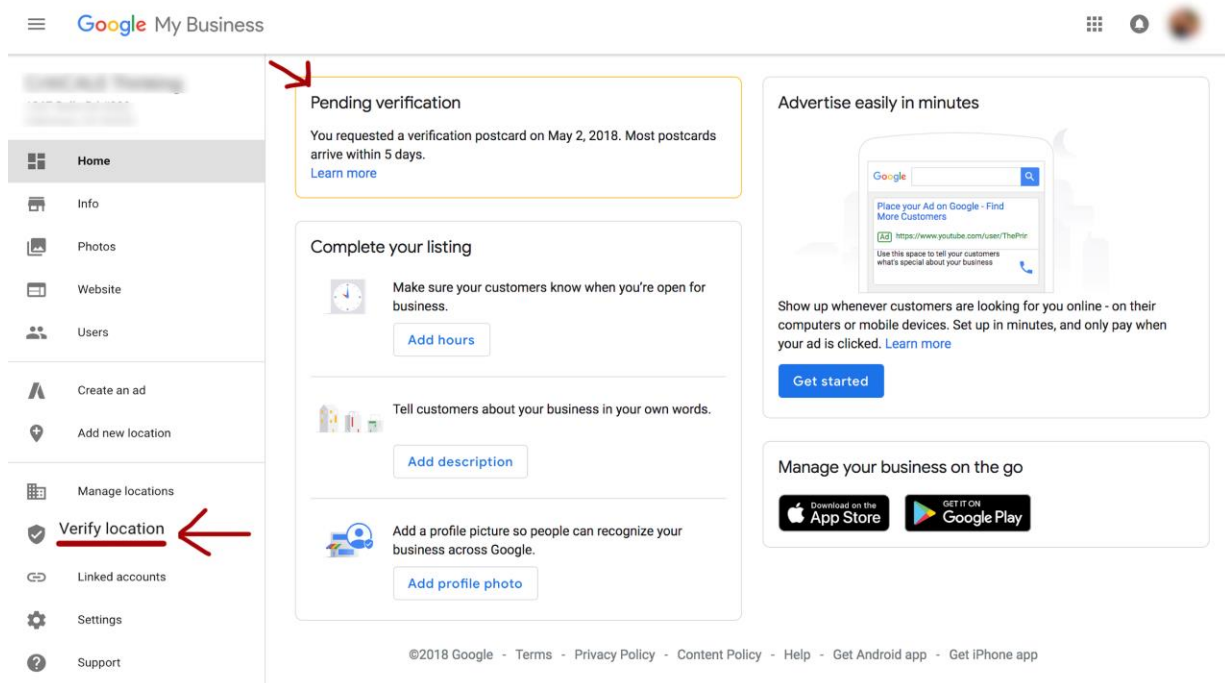 Google My Business
Home
Info
Photos
Website
Users
Create an ad
Add new location
Manage locations
Verify location
Linked accounts
Settings
Support
Pending verification
You requested a verification postcard on May 2, 2018. Most postcards
arrive within 5 days.
Learn more
Complete your listing
Make sure your customers know when you're open for
business.
Add hours
Tell customers about your business in your own words.
Add description
Add a profile picture so people can recognize your
business across Google.
Add profile photo
Advertise easily in minutes
Google
Place your Ad on Google - Find
More Customers
Ad https://www.youtube.com/user/ThePrin
Use this space to tell your customers
what's special about your business
Show up whenever customers are looking for you online - on their
computers or mobile devices. Set up in minutes, and only pay when
your ad is clicked. Learn more
Get started
Manage your business on the go
Download on the
App Store
GET IT ON
Google Play
©2018 Google - Terms - Privacy Policy - Content Policy - Help - Get Android app - Get iPhone app